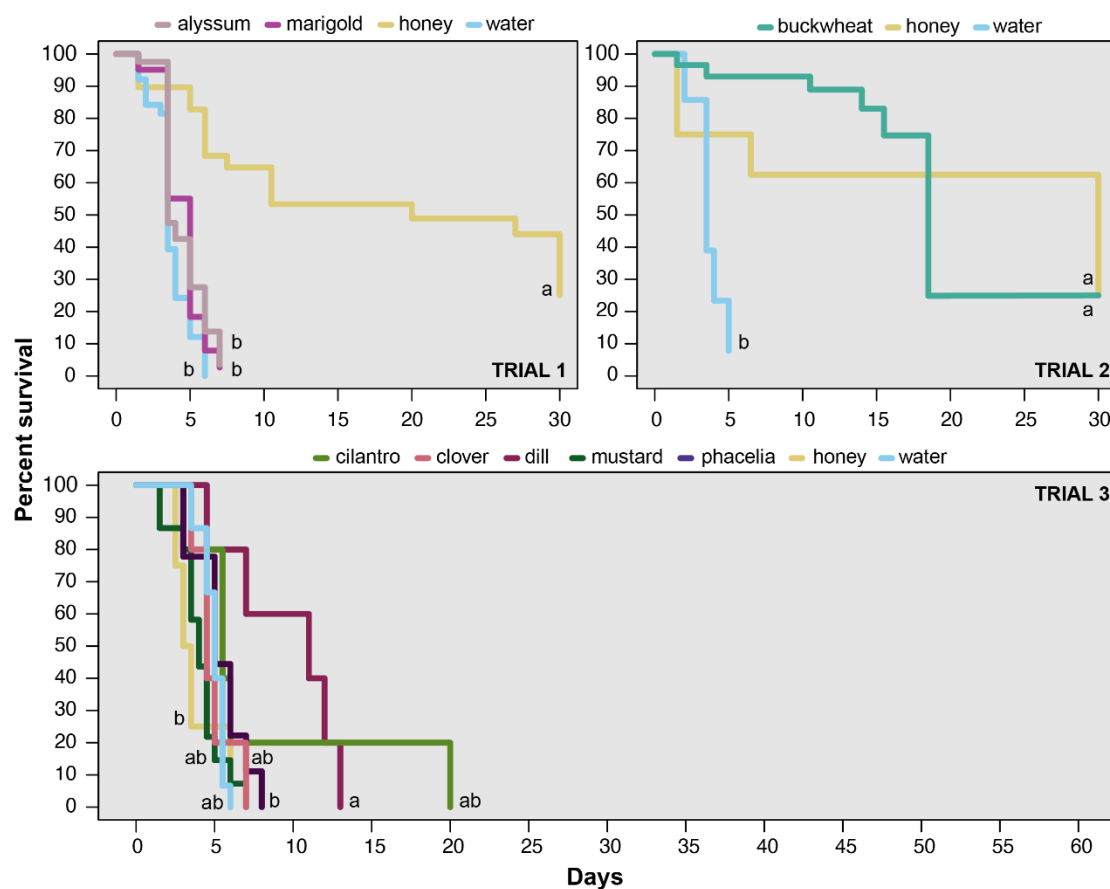 alyssum marigold honey water
100
90
80
70
60
50
40
30
20
10
0
a
b
b
b
TRIAL 1
0 5 10 15 20 25 30
buckwheat honey water
100
90
80
70
60
50
40
30
20
10
0
a
a
b
TRIAL 2
0 5 10 15 20 25 30
Percent survival
cilantro clover dill mustard phacelia honey water
TRIAL 3
100
90
80
70
60
50
40
30
20
10
0
b
ab ab
ab b a ab
0 5 10 15 20 25 30 35 40 45 50 55 60
Days